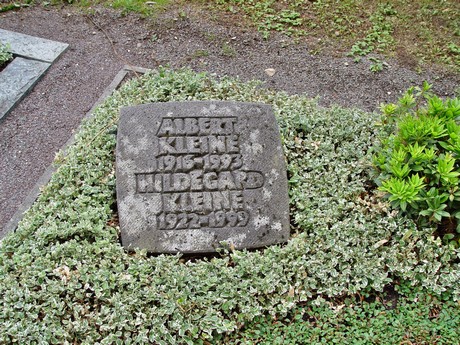 ALBERT
KLEINE
1916-1993
HILDEGARD
KLEINE
1922-1999